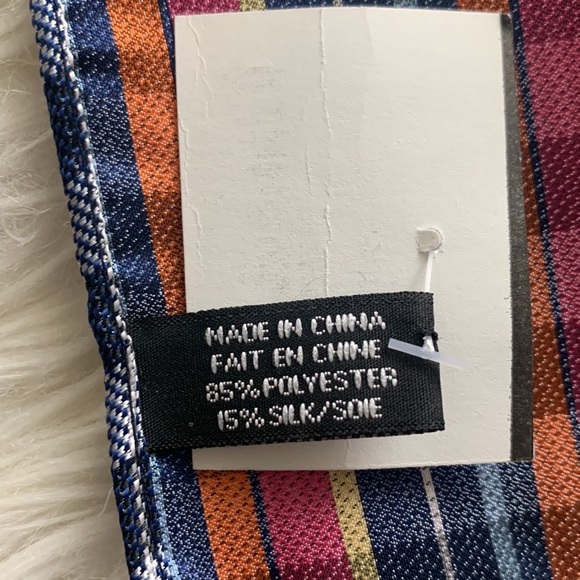 MADE IN CHINA
FAIT EN CHINE
85% POLYESTER
15% SILK/SOIE